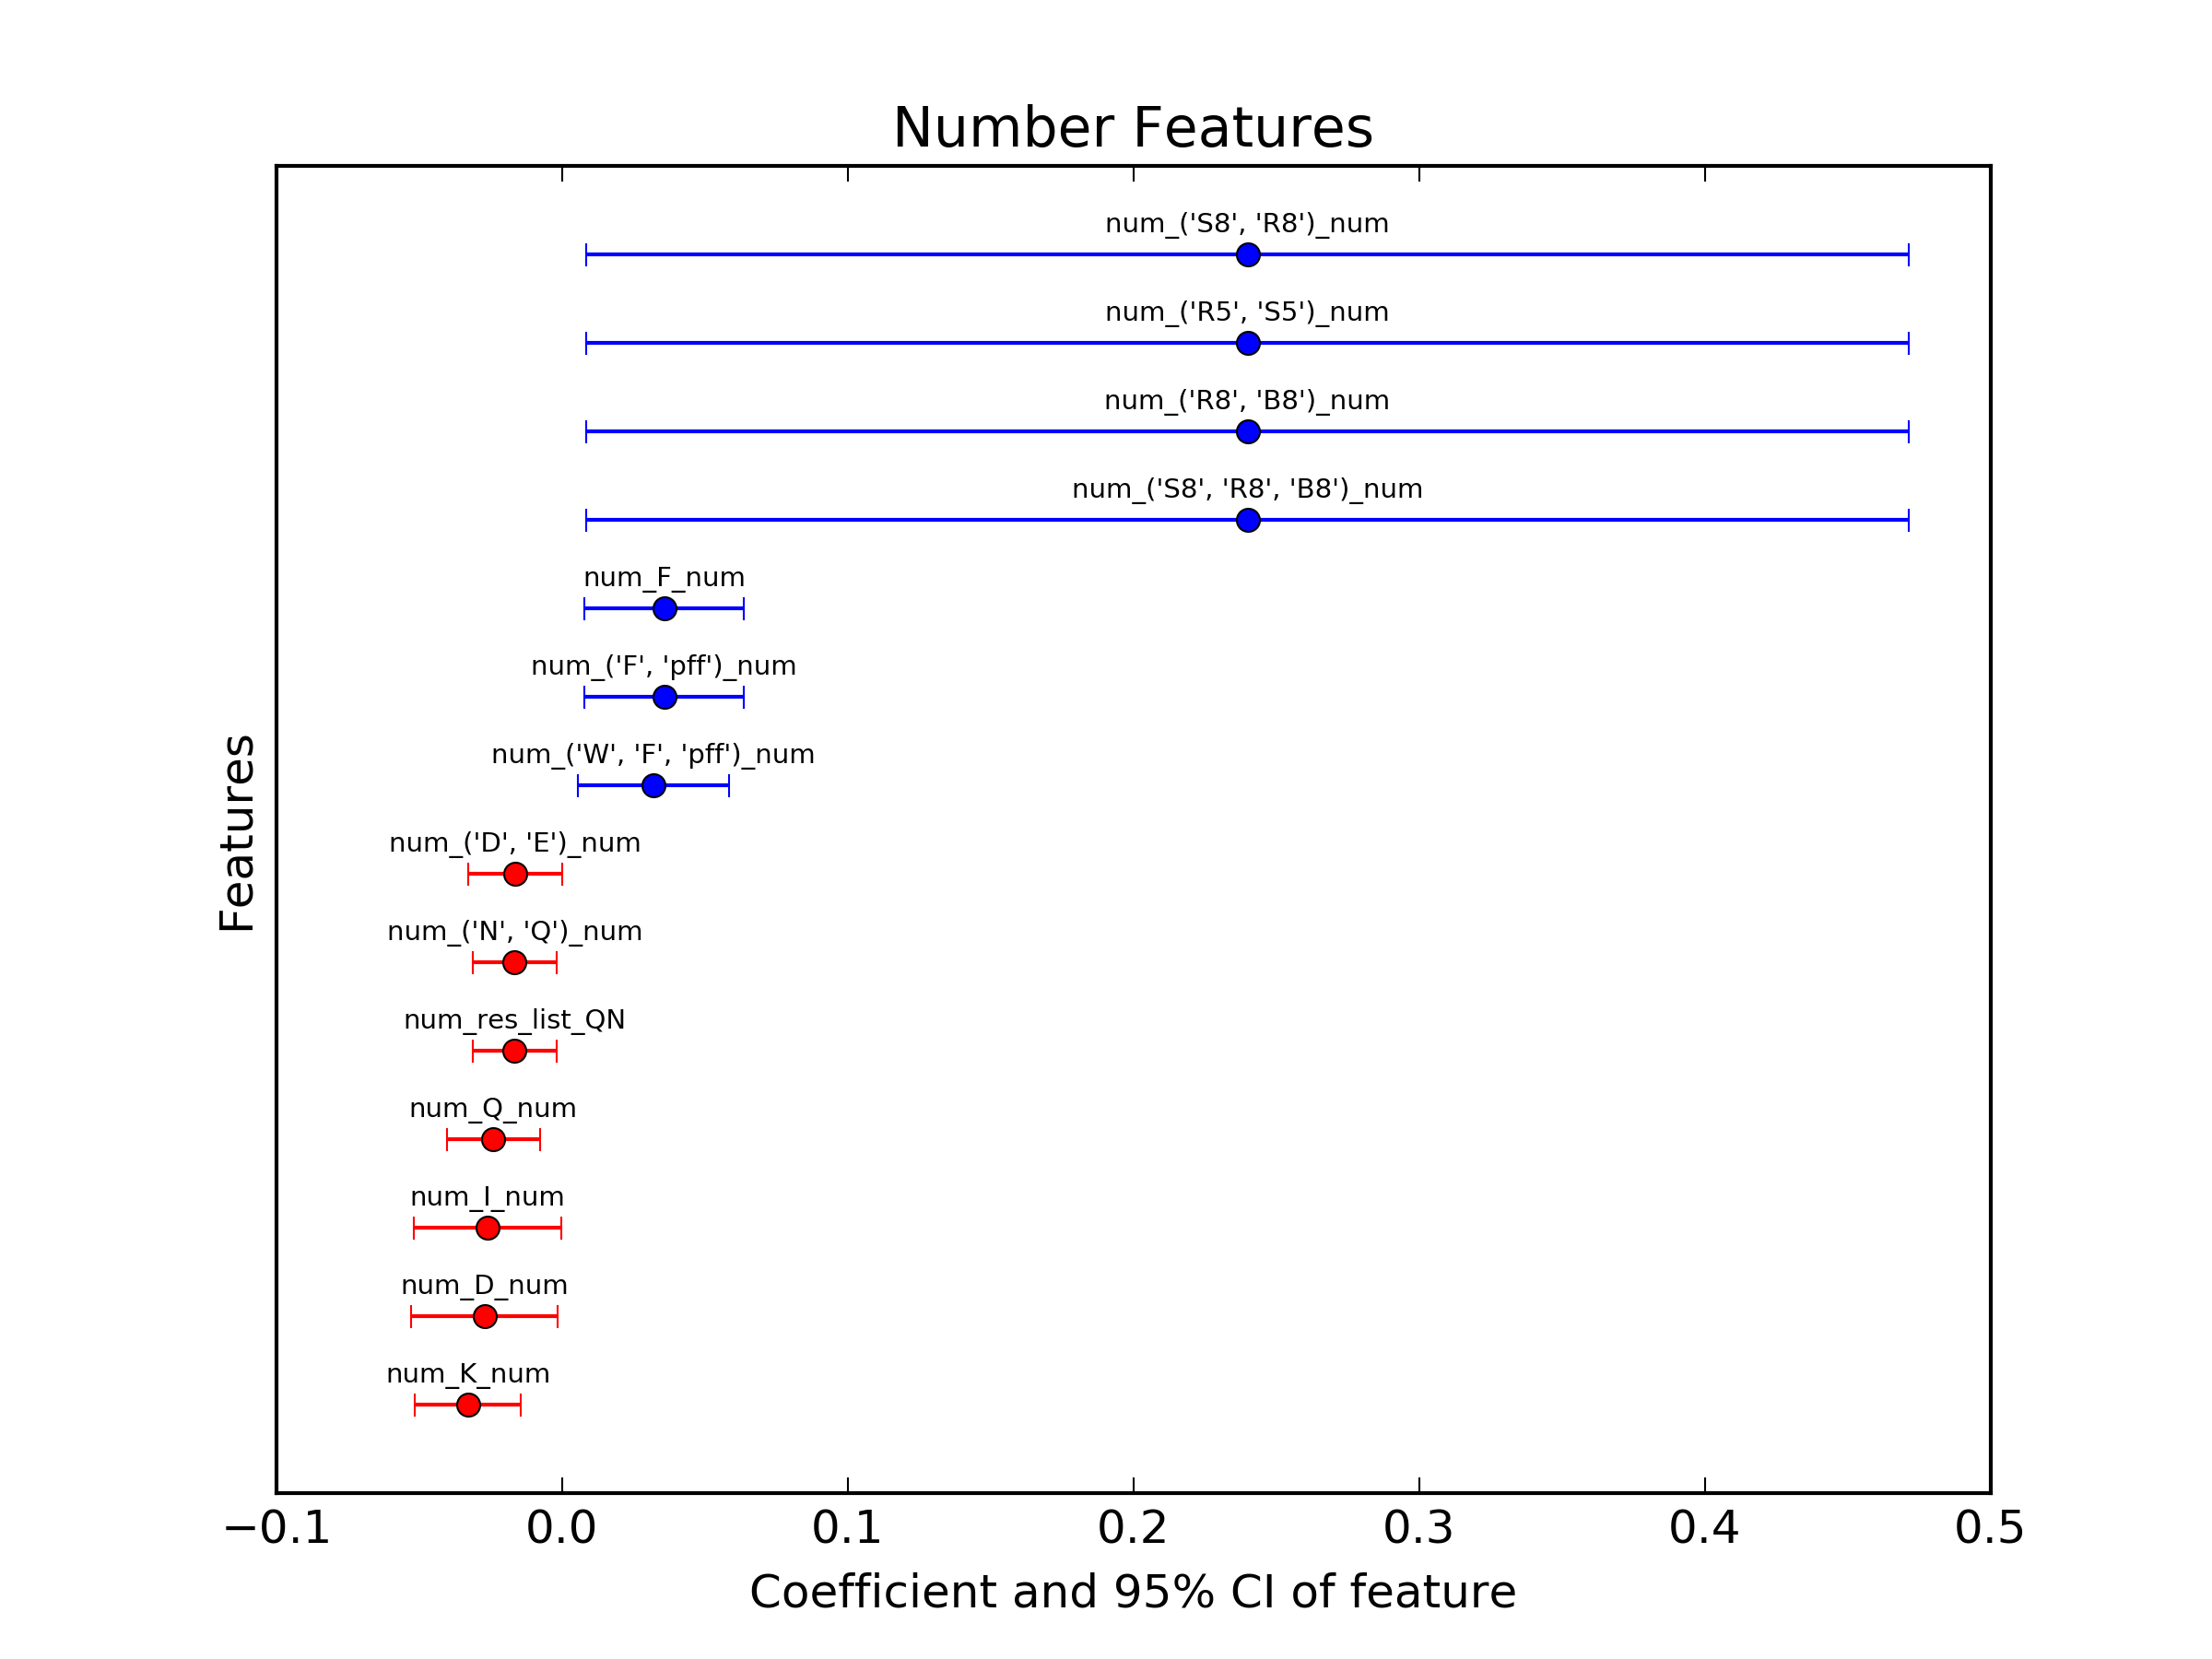 Number Features
num_('S8', 'R8')_num
num_('R5', 'S5')_num
num_('R8', 'B8')_num
num_('S8', 'R8', 'B8')_num
num_F_num
num_('F', 'pff')_num
num_('W', 'F', 'pff')_num
num_('D', 'E')_num
num_('N', 'Q')_num
num_res_list_QN
num_Q_num
num_I_num
num_D_num
num_K_num
Features
−0.1 0.0 0.1 0.2 0.3 0.4 0.5
Coefficient and 95% CI of feature